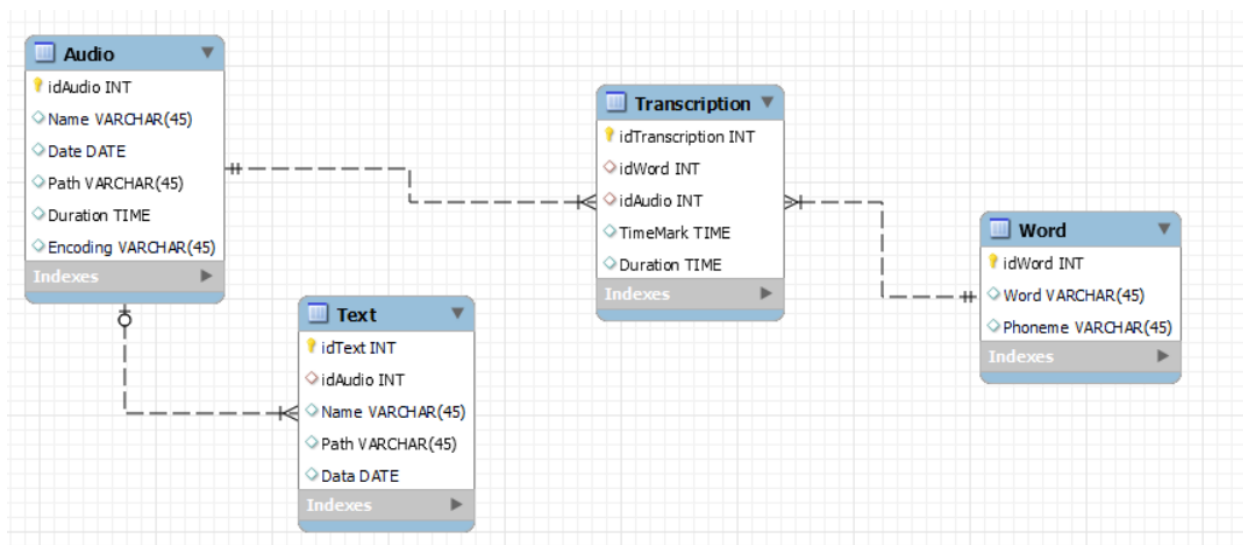 Audio
idAudio INT
Name VARCHAR(45)
Date DATE
Path VARCHAR(45)
Duration TIME
Encoding VARCHAR(45)
Indexes
Text
idText INT
idAudio INT
Name VARCHAR(45)
Path VARCHAR(45)
Data DATE
Indexes
Transcription
idTranscription INT
idWord INT
idAudio INT
TimeMark TIME
Duration TIME
Indexes
Word
idWord INT
Word VARCHAR(45)
Phoneme VARCHAR(45)
Indexes